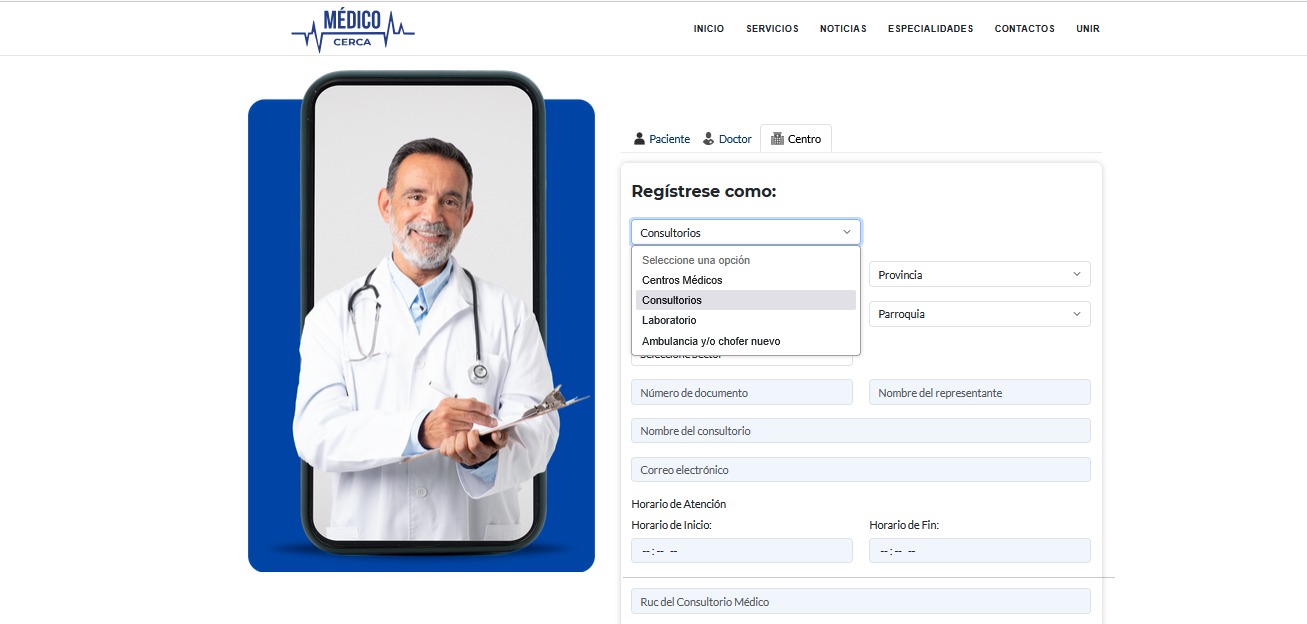 MÉDICO
CERCA
INICIO SERVICIOS NOTICIAS ESPECIALIDADES CONTACTOS UNIR
Paciente Doctor Centro
Regístrese como:
Consultorios
Seleccione una opción
Centros Médicos
Consultorios
Laboratorio
Ambulancia y/o chofer nuevo
Provincia
Parroquia
Seleccione Sector
Número de documento Nombre del representante
Nombre del consultorio
Correo electrónico
Horario de Atención
Horario de Inicio: Horario de Fin:
--:-- -- --:-- --
Ruc del Consultorio Médico